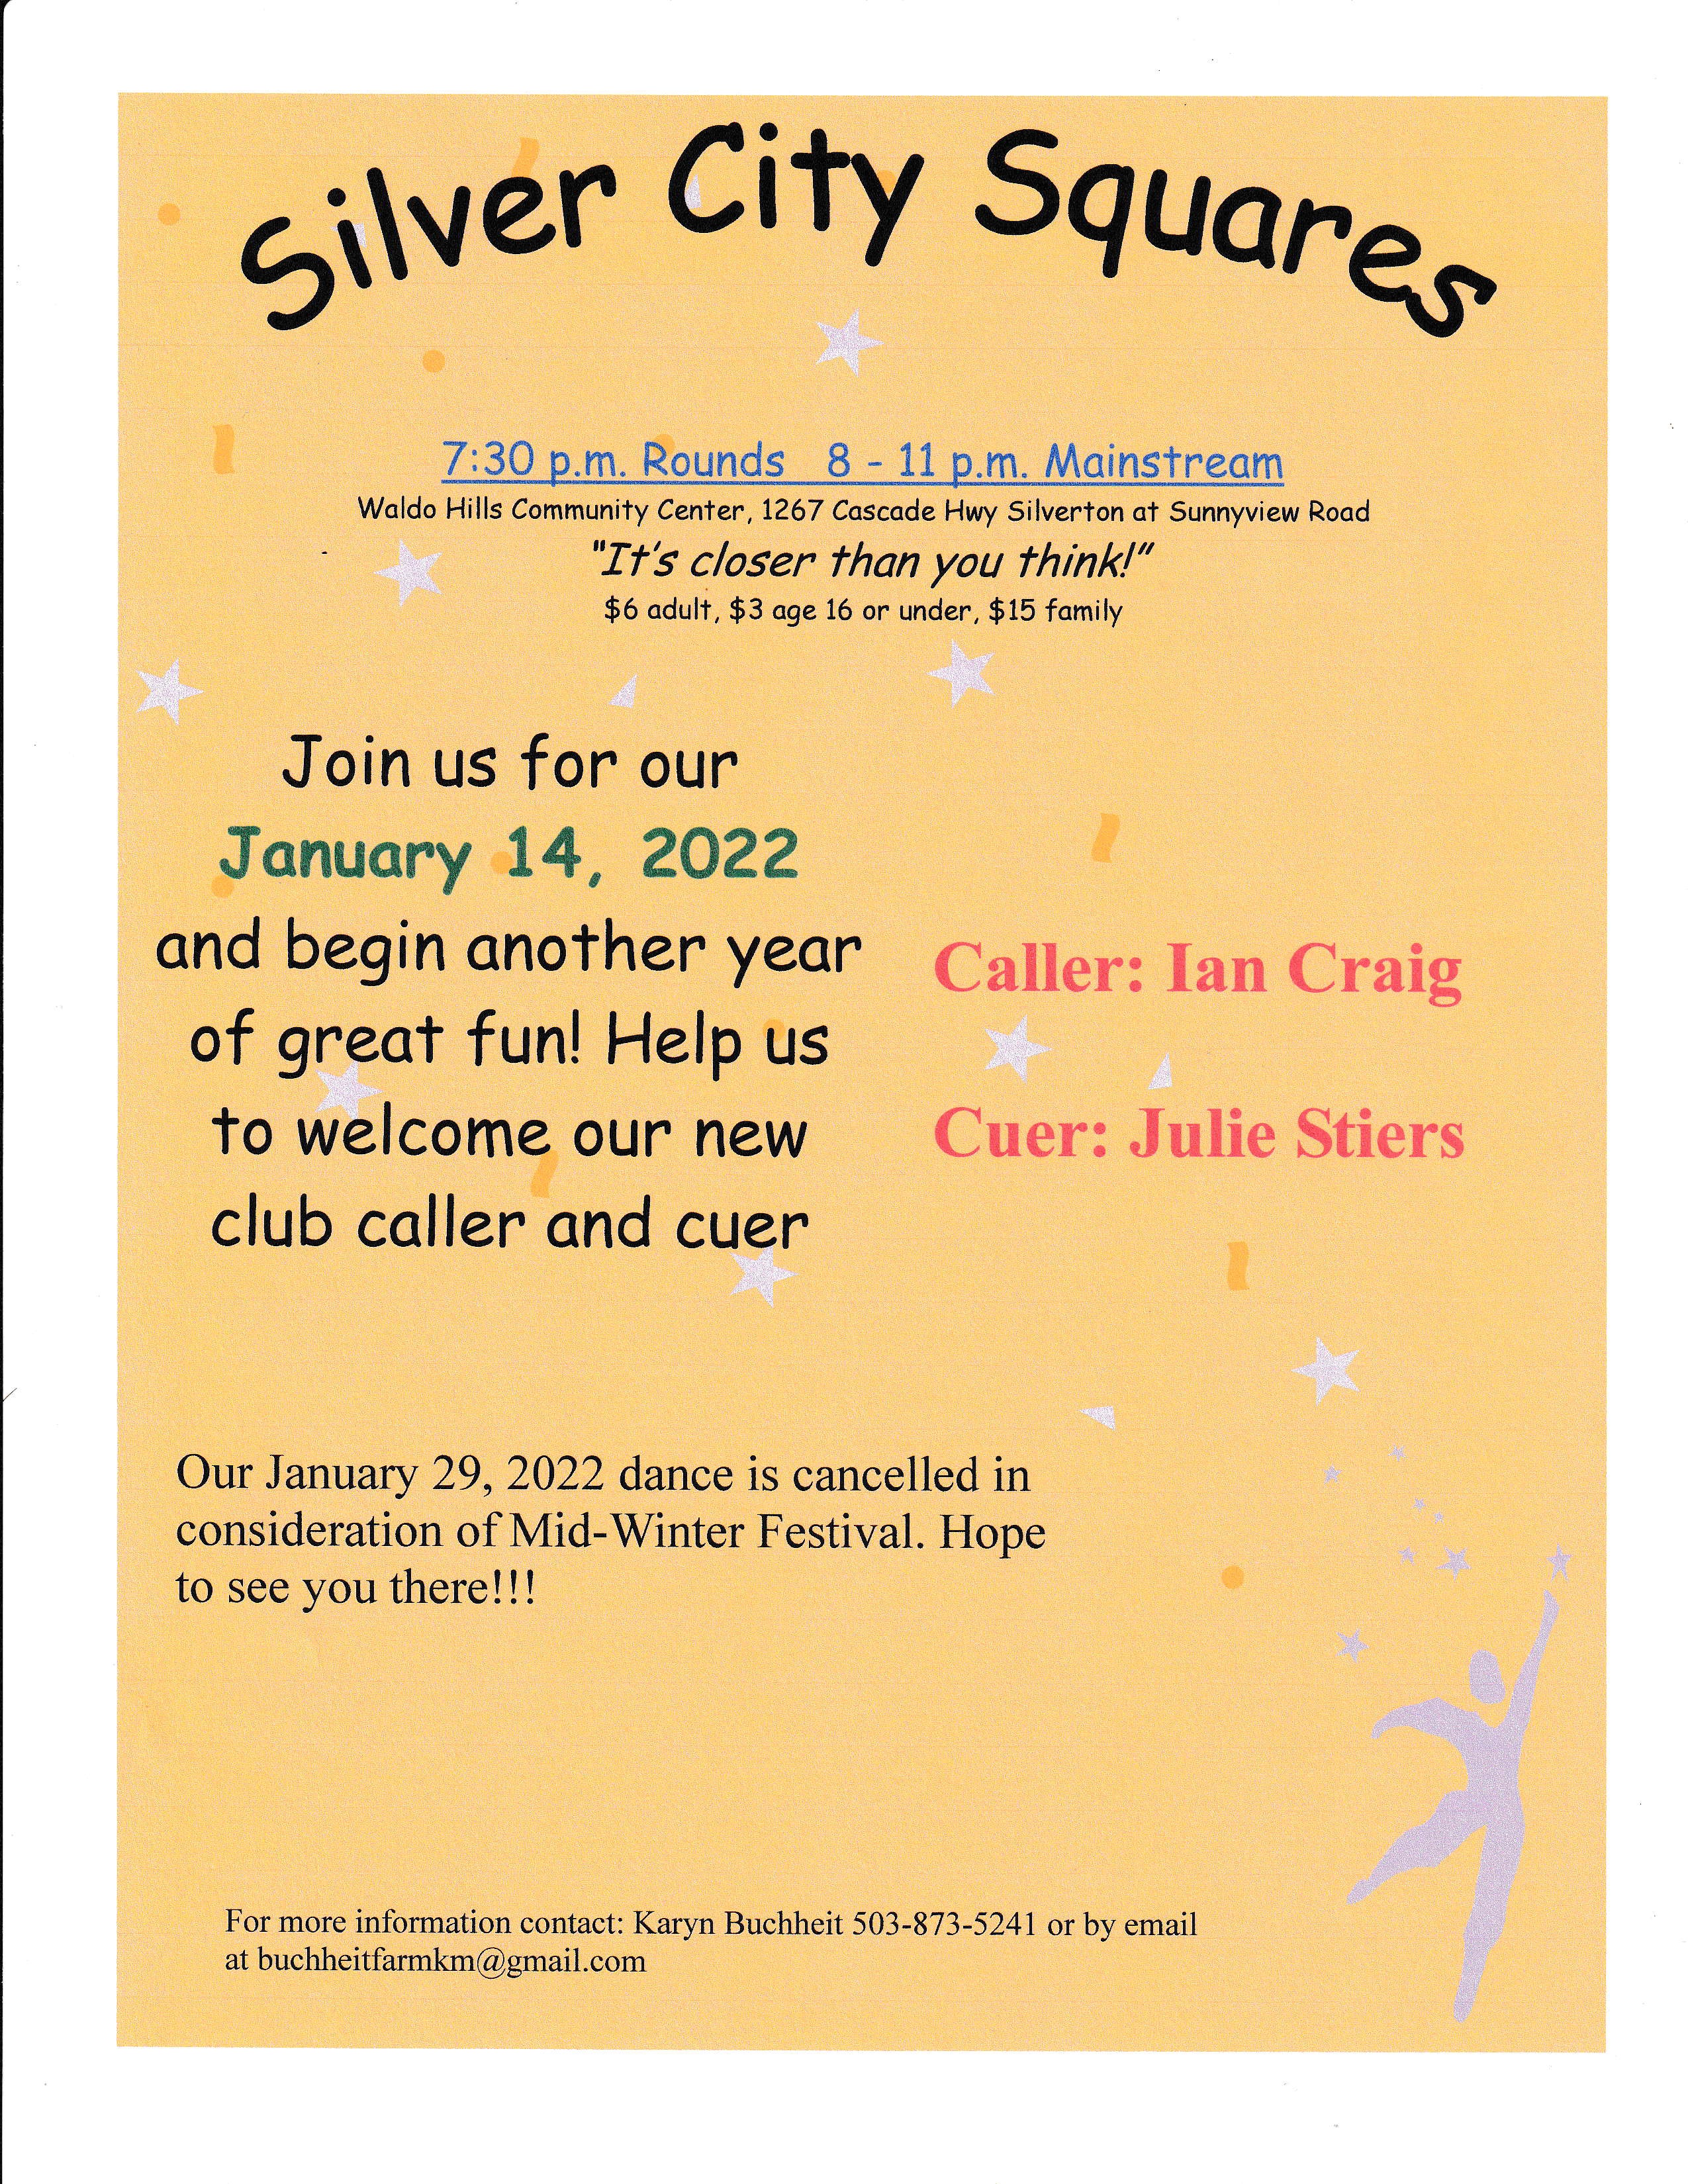 Silver City Squares
7:30 p.m. Rounds   8 - 11 p.m. Mainstream
Waldo Hills Community Center, 1267 Cascade Hwy Silverton at Sunnyview Road
"It's closer than you think!"
$6 adult, $3 age 16 or under, $15 family
Join us for our
January 14, 2022
and begin another year
of great fun! Help us
to welcome our new
club caller and cuer
Caller: Ian Craig
Cuer: Julie Stiers
Our January 29, 2022 dance is cancelled in
consideration of Mid-Winter Festival. Hope
to see you there!!!
For more information contact: Karyn Buchheit 503-873-5241 or by email
at buchheitfarmkm@gmail.com